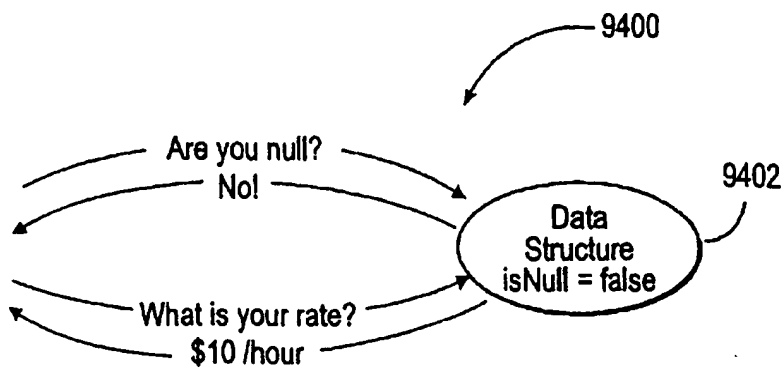 9400
Are you null?
No!
9402
Data
Structure
isNull = false
What is your rate?
$10 /hour